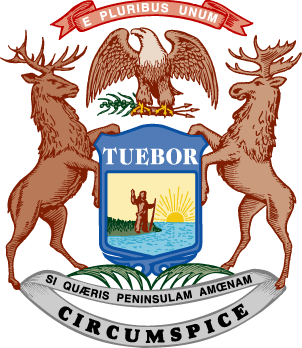 E PLURIBUS UNUM
TUEBOR
SI QUÆRIS PENINSULAM AMŒNAM
CIRCUMSPICE